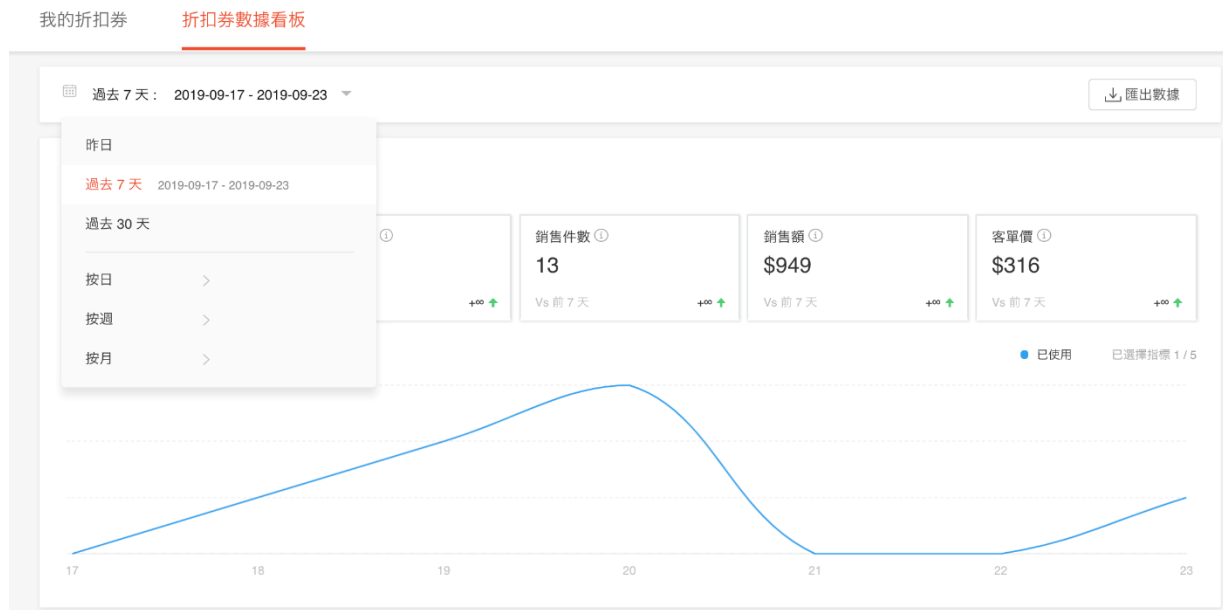 我的折扣券 折扣券數據看板
過去 7 天 : 2019-09-17 - 2019-09-23
匯出數據
昨日
過去 7 天 2019-09-17 - 2019-09-23
過去 30 天
按日
按週
按月
銷售件數 銷售額 客單價
13 $949 $316
+∞ Vs 前 7 天 +∞ Vs 前 7 天 +∞ Vs 前 7 天 +∞
已使用 已選擇指標 1 / 5
17 18 19 20 21 22 23